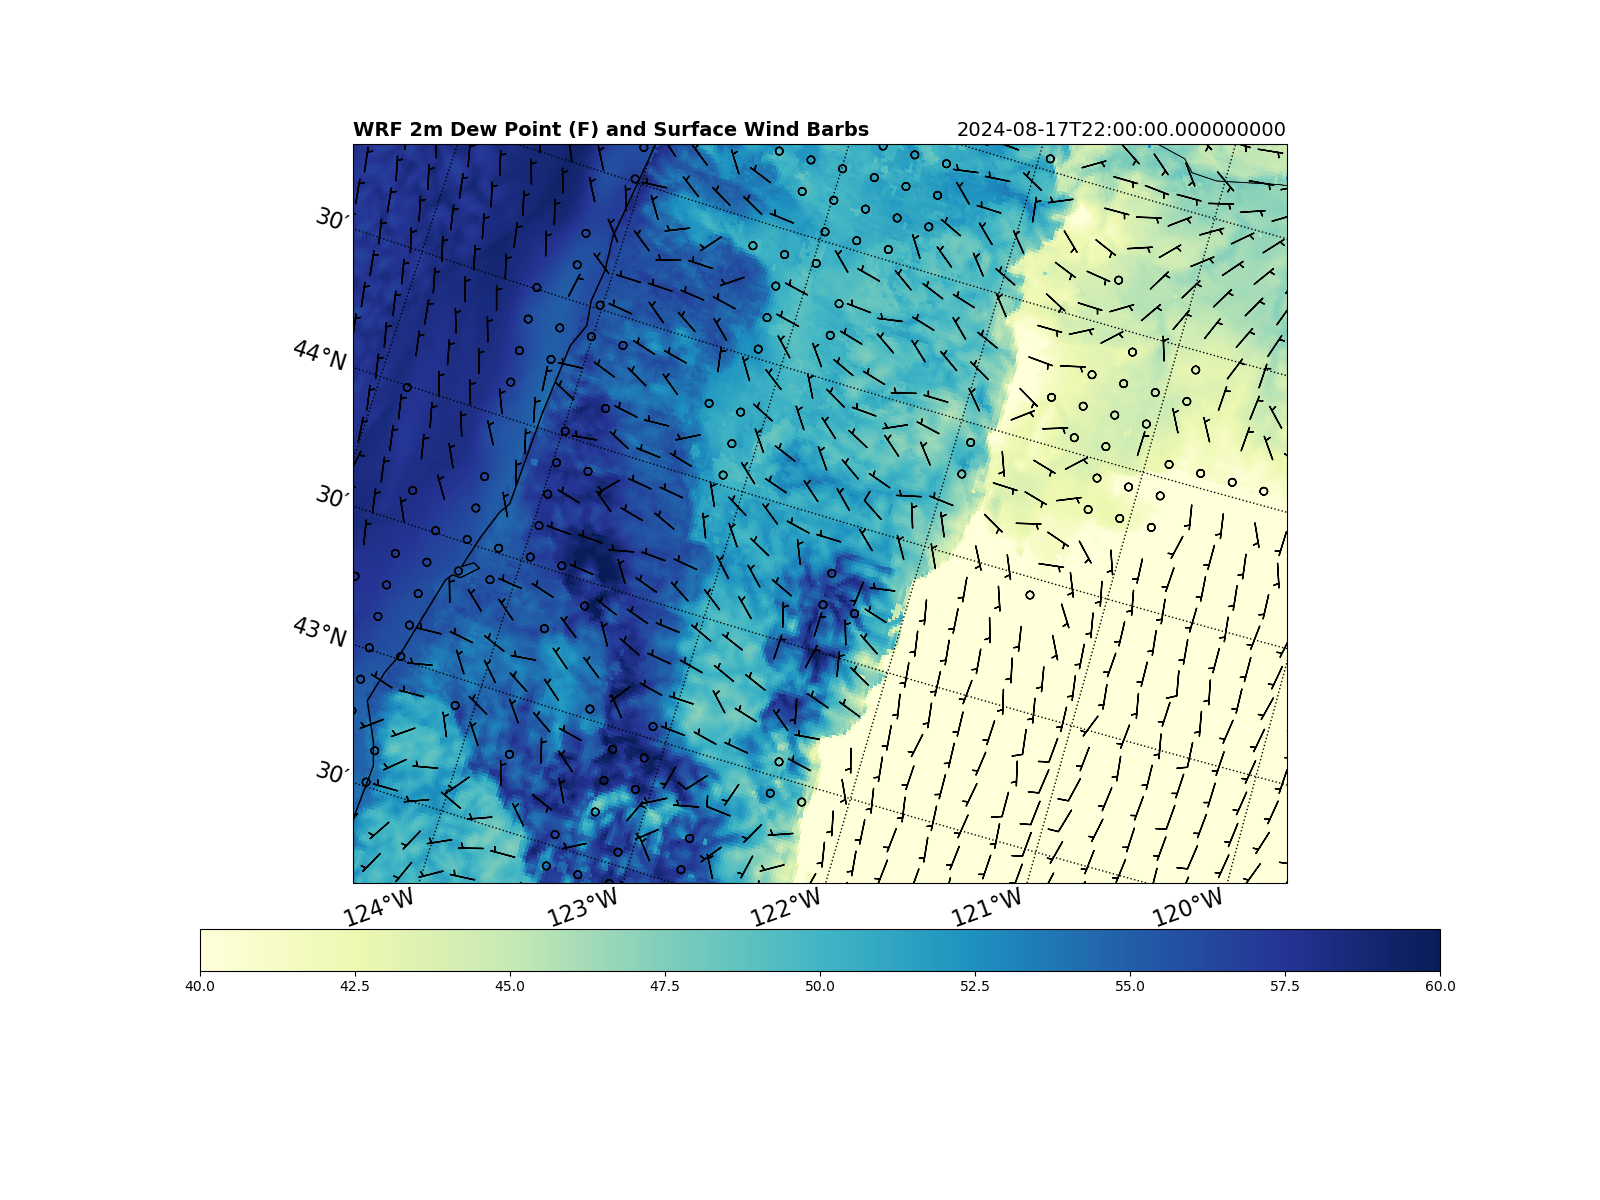 WRF 2m Dew Point (F) and Surface Wind Barbs 2024-08-17T22:00:00.000000000
30′
44°N
30′
43°N
30′
124°W 123°W 122°W 121°W 120°W
40.0 42.5 45.0 47.5 50.0 52.5 55.0 57.5 60.0